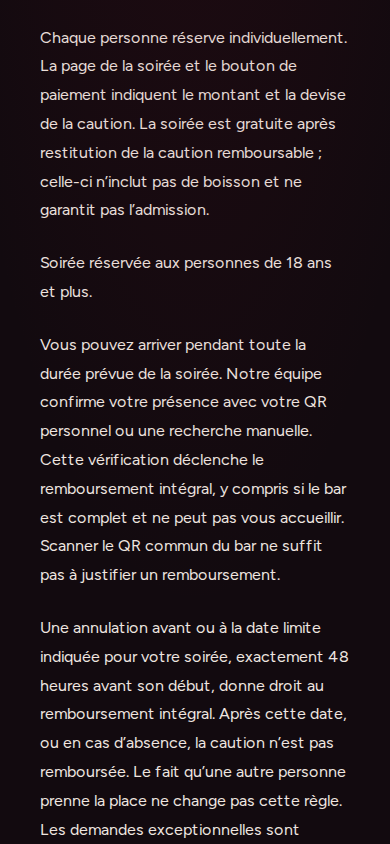 Chaque personne réserve individuellement.
La page de la soirée et le bouton de
paiement indiquent le montant et la devise
de la caution. La soirée est gratuite après
restitution de la caution remboursable ;
celle-ci n’inclut pas de boisson et ne
garantit pas l’admission.
Soirée réservée aux personnes de 18 ans
et plus.
Vous pouvez arriver pendant toute la
durée prévue de la soirée. Notre équipe
confirme votre présence avec votre QR
personnel ou une recherche manuelle.
Cette vérification déclenche le
remboursement intégral, y compris si le bar
est complet et ne peut pas vous accueillir.
Scanner le QR commun du bar ne suffit
pas à justifier un remboursement.
Une annulation avant ou à la date limite
indiquée pour votre soirée, exactement 48
heures avant son début, donne droit au
remboursement intégral. Après cette date,
ou en cas d’absence, la caution n’est pas
remboursée. Le fait qu’une autre personne
prenne la place ne change pas cette règle.
Les demandes exceptionnelles sont